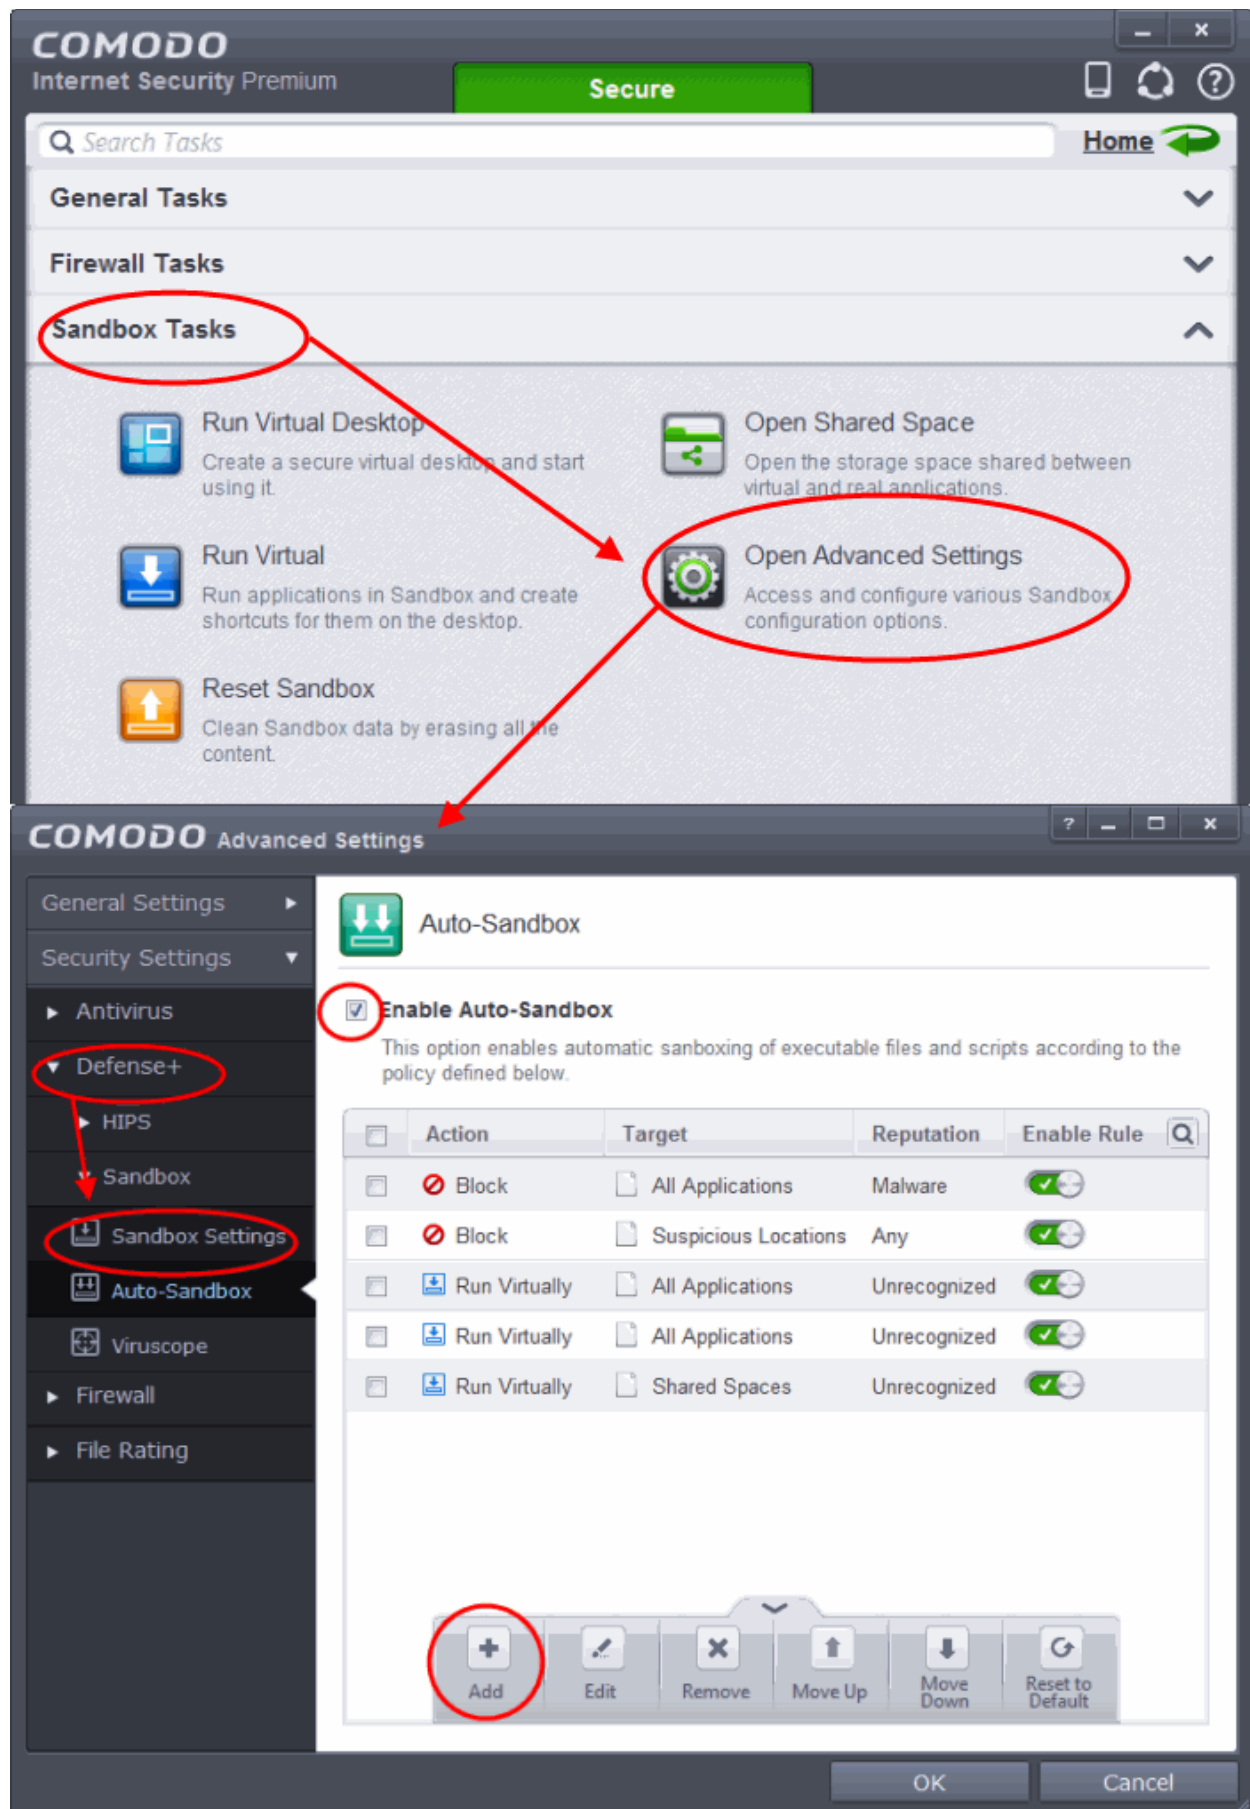 COMODO
Internet Security Premium
Secure
Search Tasks
Home
General Tasks
Firewall Tasks
Sandbox Tasks
Run Virtual Desktop
Create a secure virtual desktop and start
using it.
Open Shared Space
Open the storage space shared between
virtual and real applications.
Run Virtual
Run applications in Sandbox and create
shortcuts for them on the desktop.
Open Advanced Settings
Access and configure various Sandbox
configuration options.
Reset Sandbox
Clean Sandbox data by erasing all the
content.
COMODO Advanced Settings
General Settings
Security Settings
Antivirus
Defense+
HIPS
Sandbox
Sandbox Settings
Auto-Sandbox
Viruscope
Firewall
File Rating
Auto-Sandbox
Enable Auto-Sandbox
This option enables automatic sanboxing of executable files and scripts according to the
policy defined below.
Action Target Reputation Enable Rule
Block All Applications Malware
Block Suspicious Locations Any
Run Virtually All Applications Unrecognized
Run Virtually All Applications Unrecognized
Run Virtually Shared Spaces Unrecognized
Add Edit Remove Move Up Move Down Reset to Default
OK Cancel